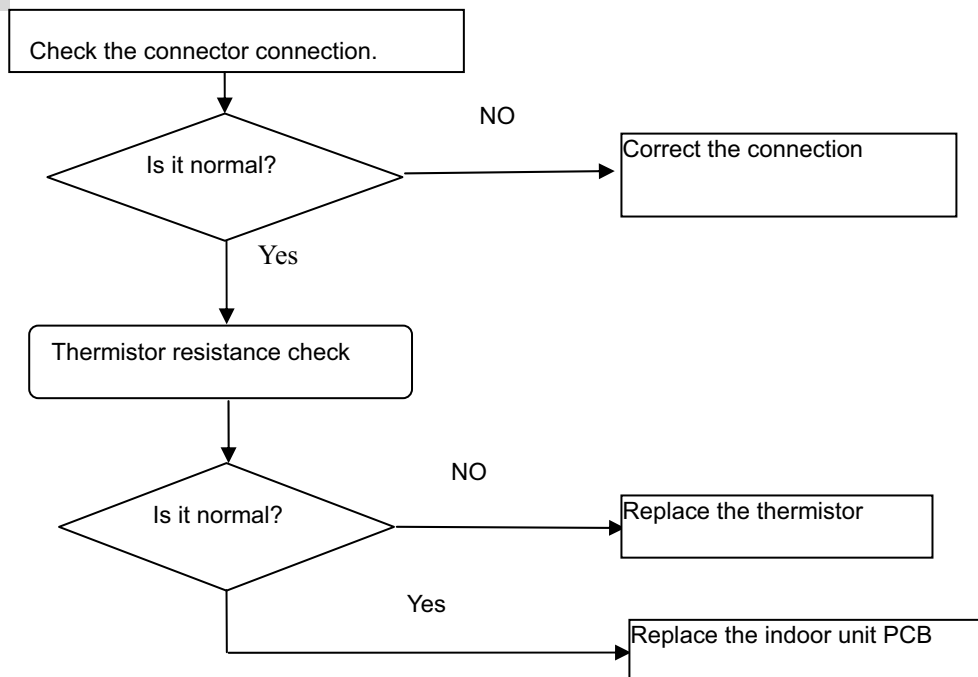 Check the connector connection.
NO
Is it normal?
Correct the connection
Yes
Thermistor resistance check
NO
Is it normal?
Replace the thermistor
Yes
Replace the indoor unit PCB